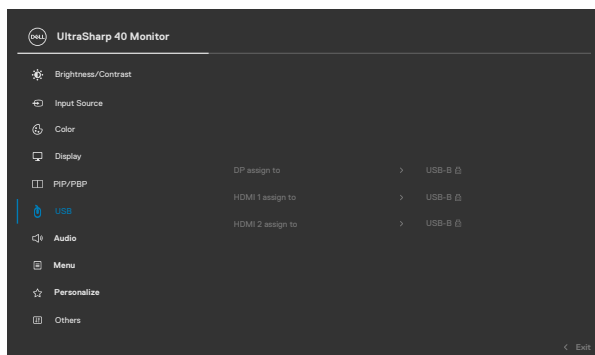 DELL UltraSharp 40 Monitor
Brightness/Contrast
Input Source
Color
Display
PIP/PBP
USB
Audio
Menu
Personalize
Others
DP assign to > USB-B
HDMI 1 assign to > USB-B
HDMI 2 assign to > USB-B
< Exit